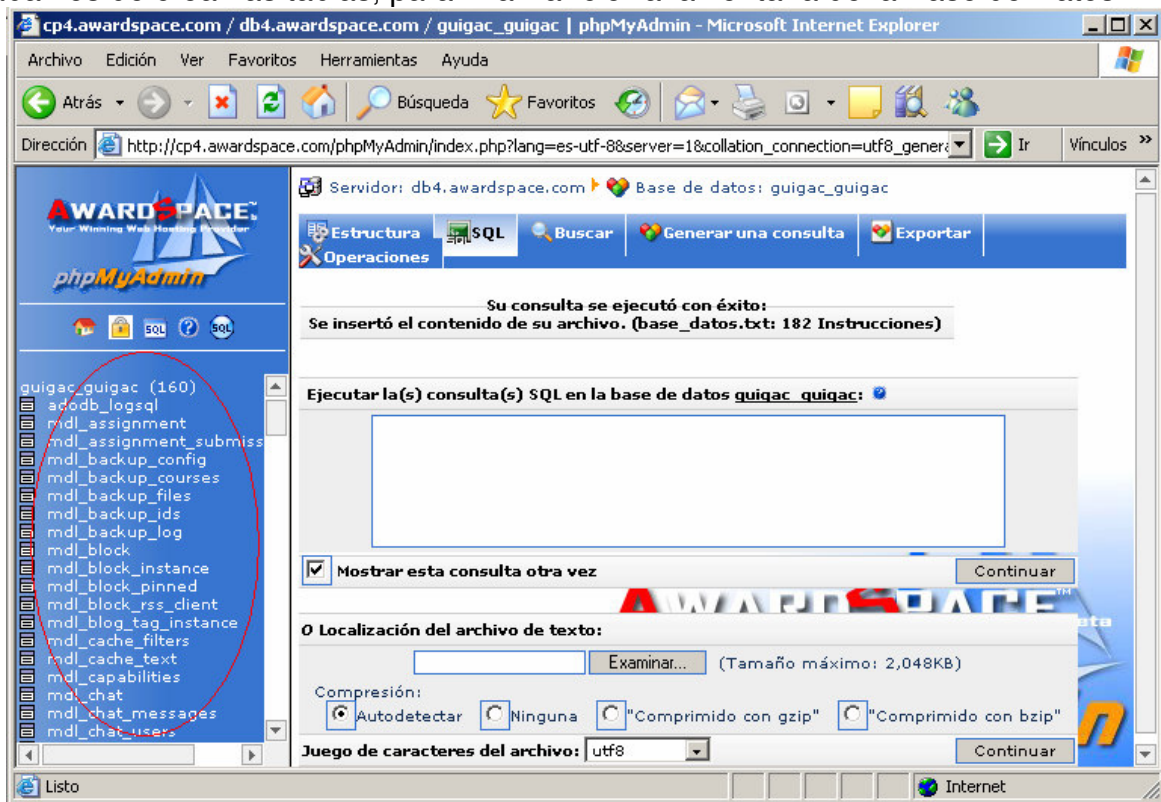 cp4.awardspace.com / db4.awardspace.com / guigac_guigac | phpMyAdmin - Microsoft Internet Explorer
Archivo Edición Ver Favoritos Herramientas Ayuda
Atrás Búsqueda Favoritos
Dirección http://cp4.awardspace.com/phpMyAdmin/index.php?lang=es-utf-8&server=1&collation_connection=utf8_genera Ir Vínculos »
AWARDSPACE
Your Winning Web Hosting Provider
phpMyAdmin
SQL SQL
guigac_guigac (160)
adodb_logsql
mdl_assignment
mdl_assignment_submiss
mdl_backup_config
mdl_backup_courses
mdl_backup_files
mdl_backup_ids
mdl_backup_log
mdl_block
mdl_block_instance
mdl_block_pinned
mdl_block_rss_client
mdl_blog_tag_instance
mdl_cache_filters
mdl_cache_text
mdl_capabilities
mdl_chat
mdl_chat_messages
mdl_chat_users
Servidor: db4.awardspace.com Base de datos: guigac_guigac
Estructura SQL Buscar Generar una consulta Exportar
Operaciones
Su consulta se ejecutó con éxito:
Se insertó el contenido de su archivo. (base_datos.txt: 182 Instrucciones)
Ejecutar la(s) consulta(s) SQL en la base de datos guigac_guigac:
Mostrar esta consulta otra vez Continuar
O Localización del archivo de texto:
Examinar... (Tamaño máximo: 2,048KB)
Compresión:
Autodetectar Ninguna "Comprimido con gzip" "Comprimido con bzip"
Juego de caracteres del archivo: utf8 Continuar
Listo Internet